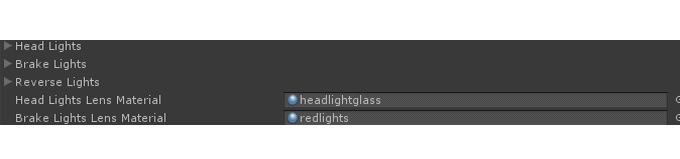 Head Lights
Brake Lights
Reverse Lights
Head Lights Lens Material headlightglass
Brake Lights Lens Material redlights